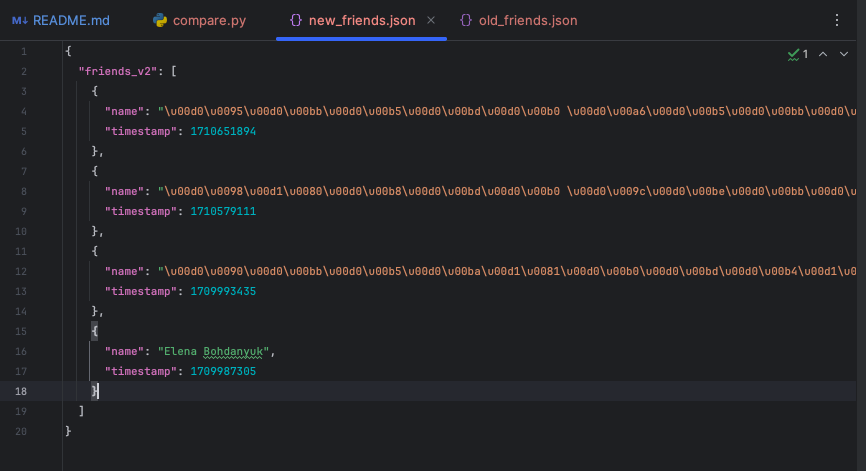 M↓ README.md compare.py new_friends.json × old_friends.json
1 { 1
2 "friends_v2": [
3 {
4 "name": "\u00d0\u0095\u00d0\u00bb\u00d0\u00b5\u00d0\u00bd\u00d0\u00b0 \u00d0\u00a6\u00d0\u00b5\u00d0\u00bb\u00d0\u
5 "timestamp": 1710651894
6 },
7 {
8 "name": "\u00d0\u0098\u00d1\u0080\u00d0\u00b8\u00d0\u00bd\u00d0\u00b0 \u00d0\u009c\u00d0\u00be\u00d0\u00bb\u00d0\u
9 "timestamp": 1710579111
10 },
11 {
12 "name": "\u00d0\u0090\u00d0\u00bb\u00d0\u00b5\u00d0\u00ba\u00d1\u0081\u00d0\u00b0\u00d0\u00bd\u00d0\u00b4\u00d1\u0
13 "timestamp": 1709993435
14 },
15 {
16 "name": "Elena Bohdanyuk",
17 "timestamp": 1709987305
18 }
19 ]
20 }